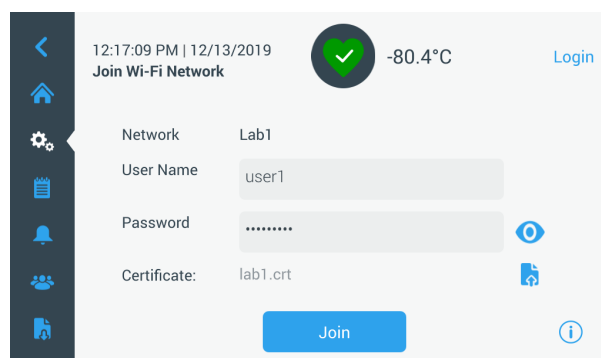 12:17:09 PM | 12/13/2019
-80.4°C
Login
Join Wi-Fi Network
Network Lab1
User Name user1
Password •••••••••
Certificate: lab1.crt
Join